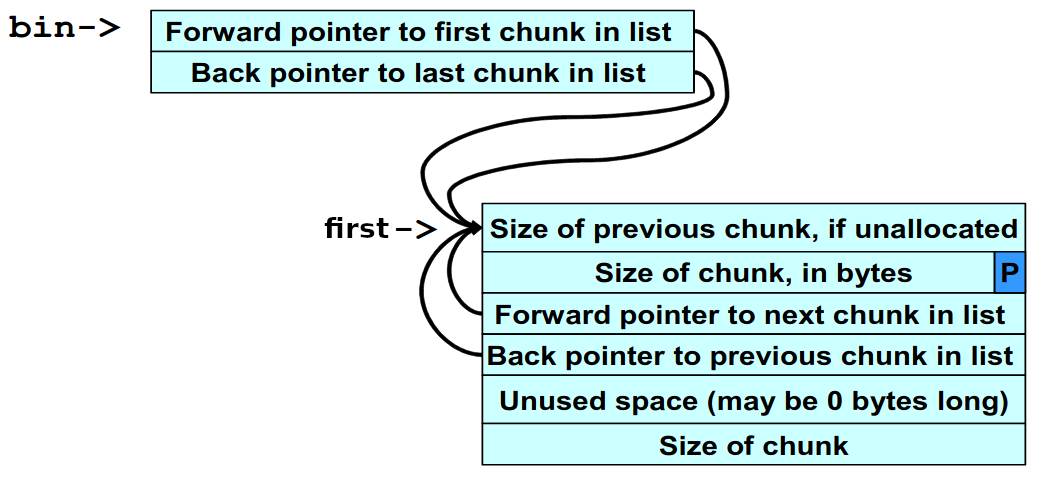 bin->
Forward pointer to first chunk in list
Back pointer to last chunk in list
first->
Size of previous chunk, if unallocated
Size of chunk, in bytes
P
Forward pointer to next chunk in list
Back pointer to previous chunk in list
Unused space (may be 0 bytes long)
Size of chunk